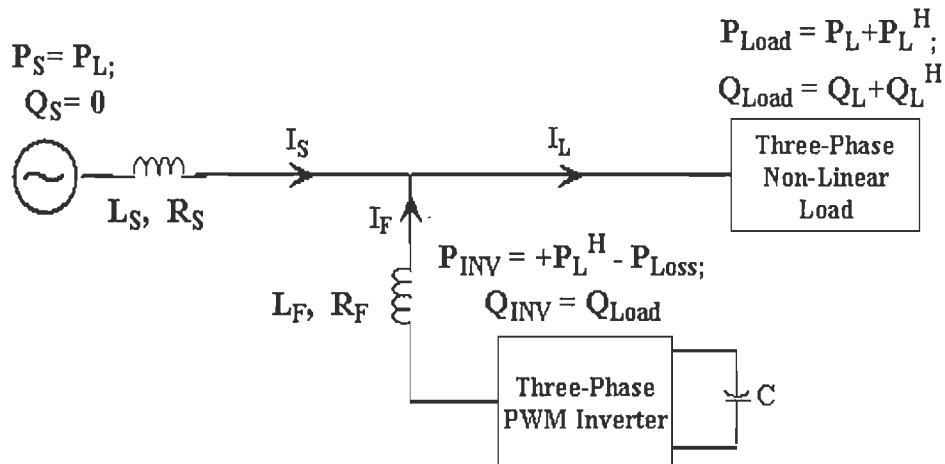 P_S= P_L;
Q_S= 0
L_S, R_S
I_S
I_L
I_F
P_Load = P_L+P_L^H;
Q_Load = Q_L+Q_L^H
Three-Phase
Non-Linear
Load
P_INV = +P_L^H - P_Loss;
Q_INV = Q_Load
L_F, R_F
Three-Phase
PWM Inverter
C